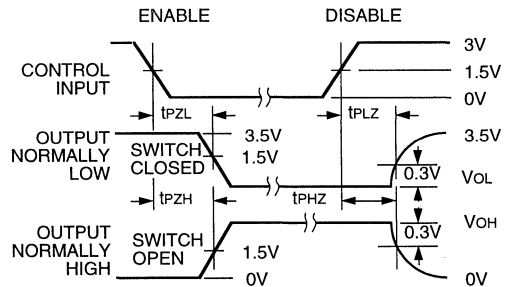 ENABLE
DISABLE
CONTROL
INPUT
3V
1.5V
0V
tPZL
tPLZ
OUTPUT
NORMALLY
LOW
SWITCH
CLOSED
3.5V
1.5V
3.5V
0.3V
VOL
tPZH
tPHZ
VOH
0.3V
OUTPUT
NORMALLY
HIGH
SWITCH
OPEN
1.5V
0V
0V